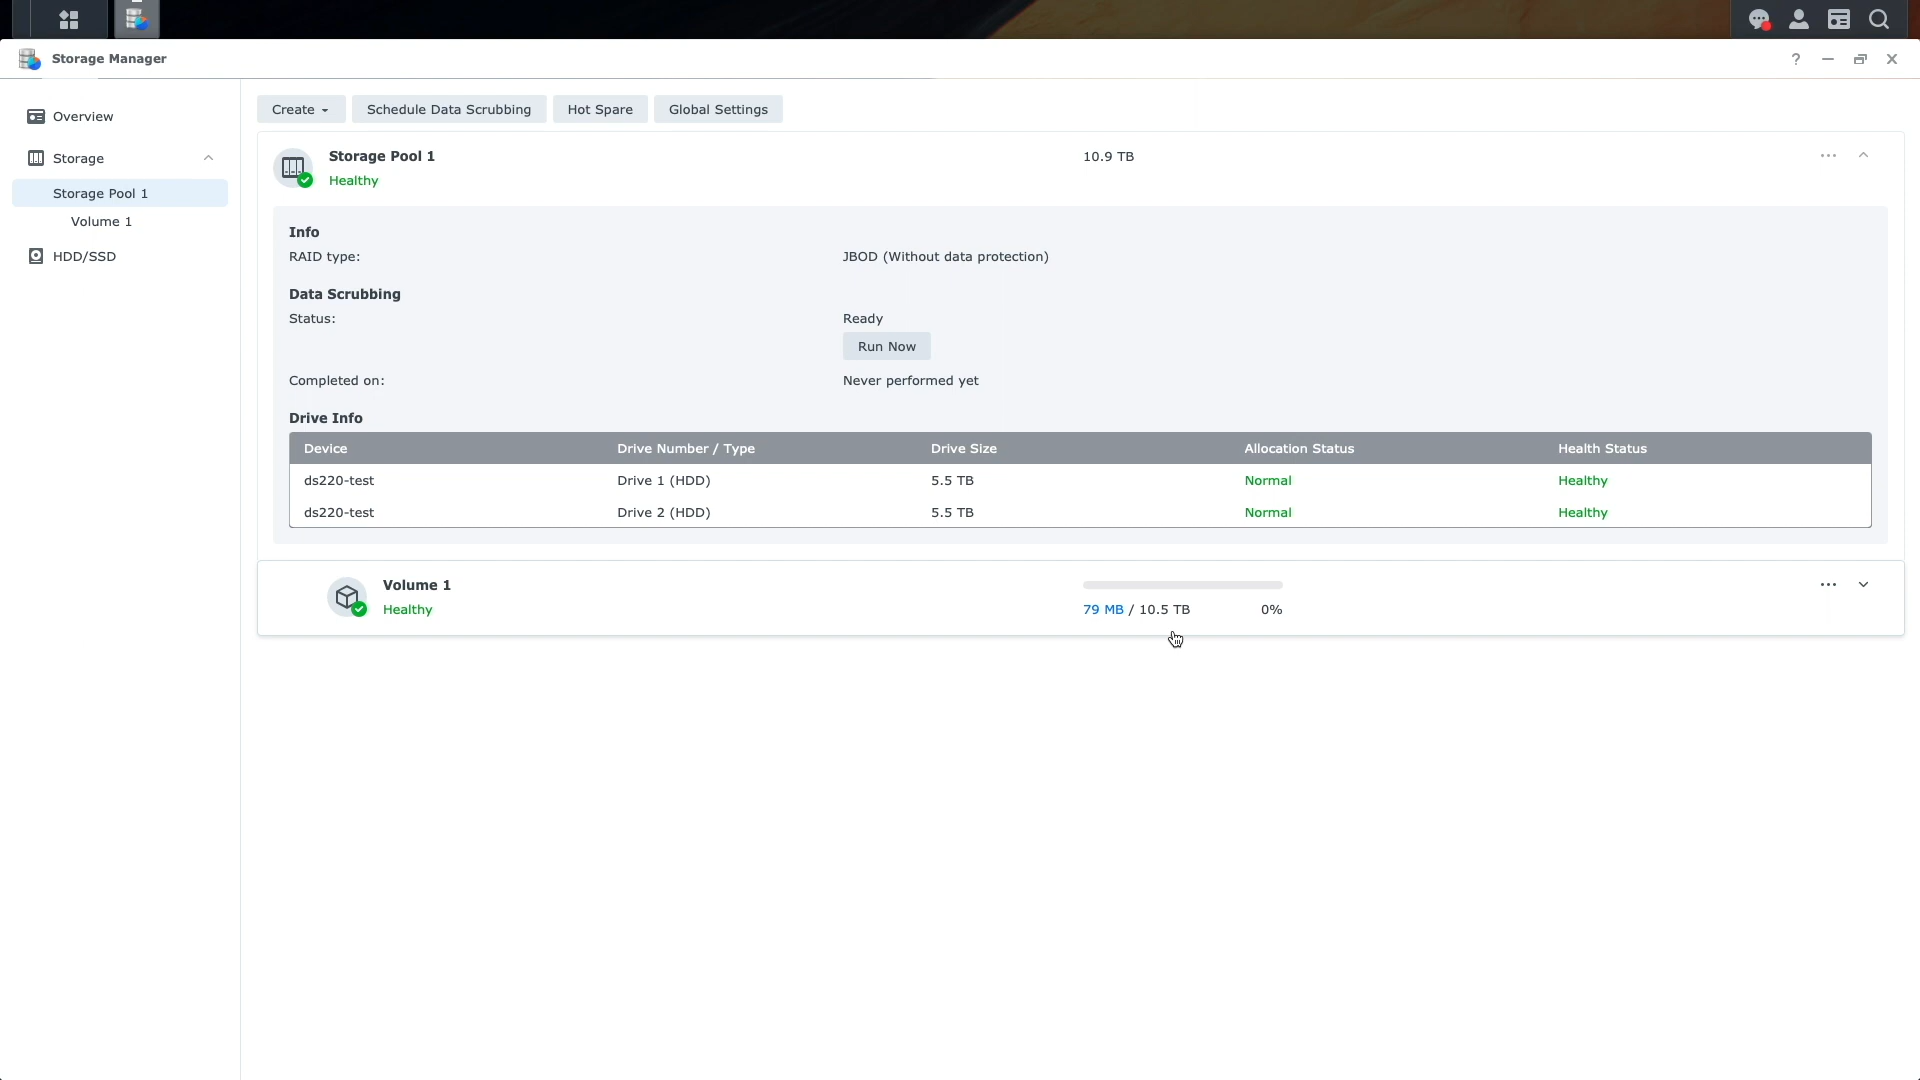 Storage Manager
?
Overview
Storage
Storage Pool 1
Volume 1
HDD/SSD
Create Schedule Data Scrubbing Hot Spare Global Settings
Storage Pool 1 10.9 TB
Healthy
Info
RAID type: JBOD (Without data protection)
Data Scrubbing
Status: Ready
Run Now
Completed on: Never performed yet
Drive Info
Device Drive Number / Type Drive Size Allocation Status Health Status
ds220-test Drive 1 (HDD) 5.5 TB Normal Healthy
ds220-test Drive 2 (HDD) 5.5 TB Normal Healthy
Volume 1
Healthy 79 MB / 10.5 TB 0%